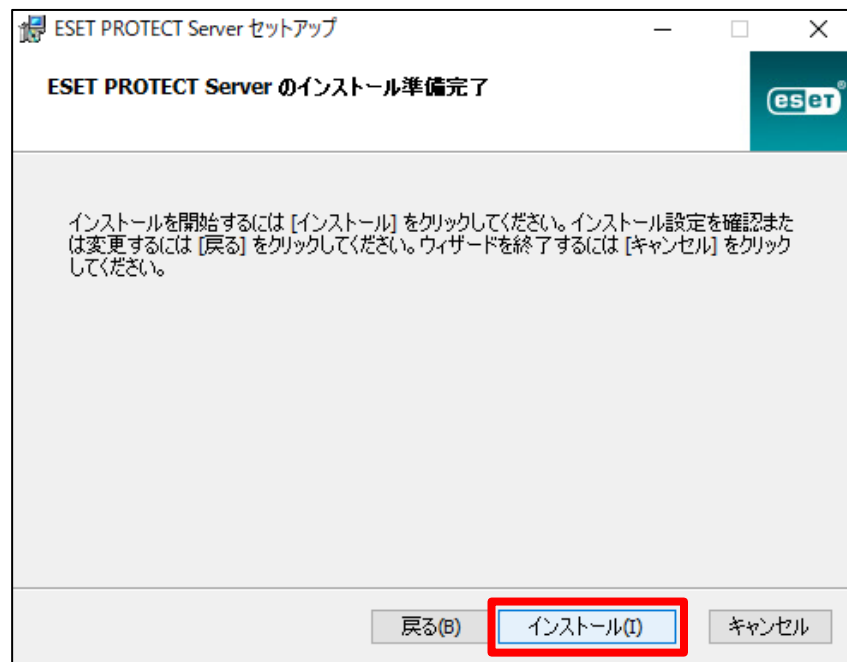 ESET PROTECT Server セットアップ
ESET PROTECT Server のインストール準備完了
eseT®
インストールを開始するには [インストール] をクリックしてください。インストール設定を確認また
は変更するには [戻る] をクリックしてください。ウィザードを終了するには [キャンセル] をクリック
してください。
戻る(B)
インストール(I)
キャンセル